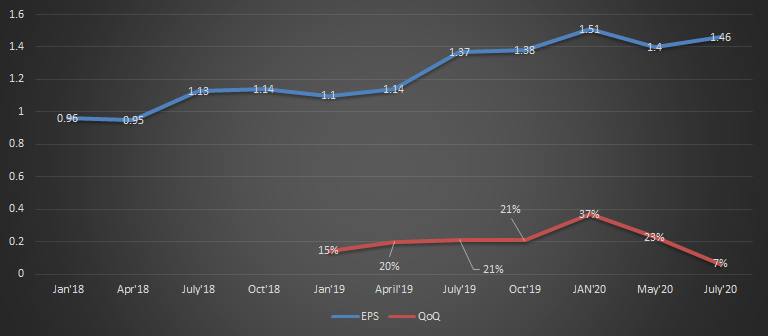 1.6
1.4
1.2
1
0.8
0.6
0.4
0.2
0
0.96 0.95 1.13 1.14 1.1 1.14 1.37 1.38 1.51 1.4 1.46
15% 20% 21% 21% 37% 23% 7%
Jan'18 Apr'18 July'18 Oct'18 Jan'19 April'19 July'19 Oct'19 JAN'20 May'20 July'20
EPS QoQ